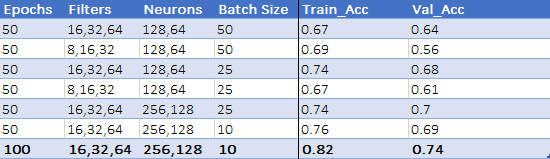 Epochs Filters Neurons Batch Size Train_Acc Val_Acc
50 16,32,64 128,64 50 0.67 0.64
50 8,16,32 128,64 50 0.69 0.56
50 16,32,64 128,64 25 0.74 0.68
50 8,16,32 128,64 25 0.67 0.61
50 16,32,64 256,128 25 0.74 0.7
50 16,32,64 256,128 10 0.76 0.69
100 16,32,64 256,128 10 0.82 0.74